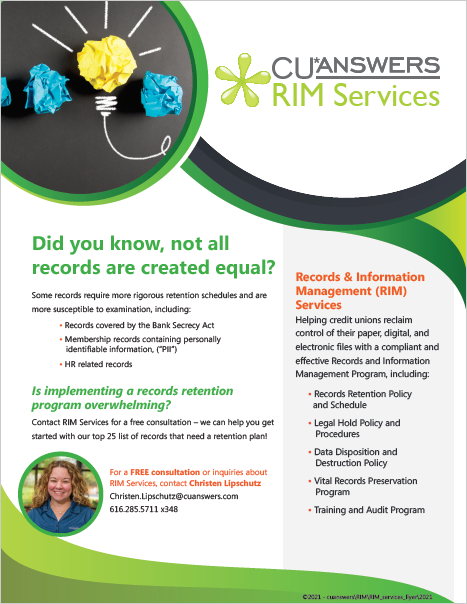 CU*ANSWERS
RIM Services
Did you know, not all
records are created equal?
Some records require more rigorous retention schedules and are
more susceptible to examination, including:
• Records covered by the Bank Secrecy Act
• Membership records containing personally
identifiable information, ("PII")
• HR related records
Is implementing a records retention
program overwhelming?
Contact RIM Services for a free consultation – we can help you get
started with our top 25 list of records that need a retention plan!
For a FREE consultation or inquiries about
RIM Services, contact Christen Lipschutz
Christen.Lipschutz@cuanswers.com
616.285.5711 x348
Records & Information
Management (RIM)
Services
Helping credit unions reclaim
control of their paper, digital, and
electronic files with a compliant and
effective Records and Information
Management Program, including:
• Records Retention Policy
and Schedule
• Legal Hold Policy and
Procedures
• Data Disposition and
Destruction Policy
• Vital Records Preservation
Program
• Training and Audit Program
©2021 - cuanswers\RIM\RIM_services_flyer\2021